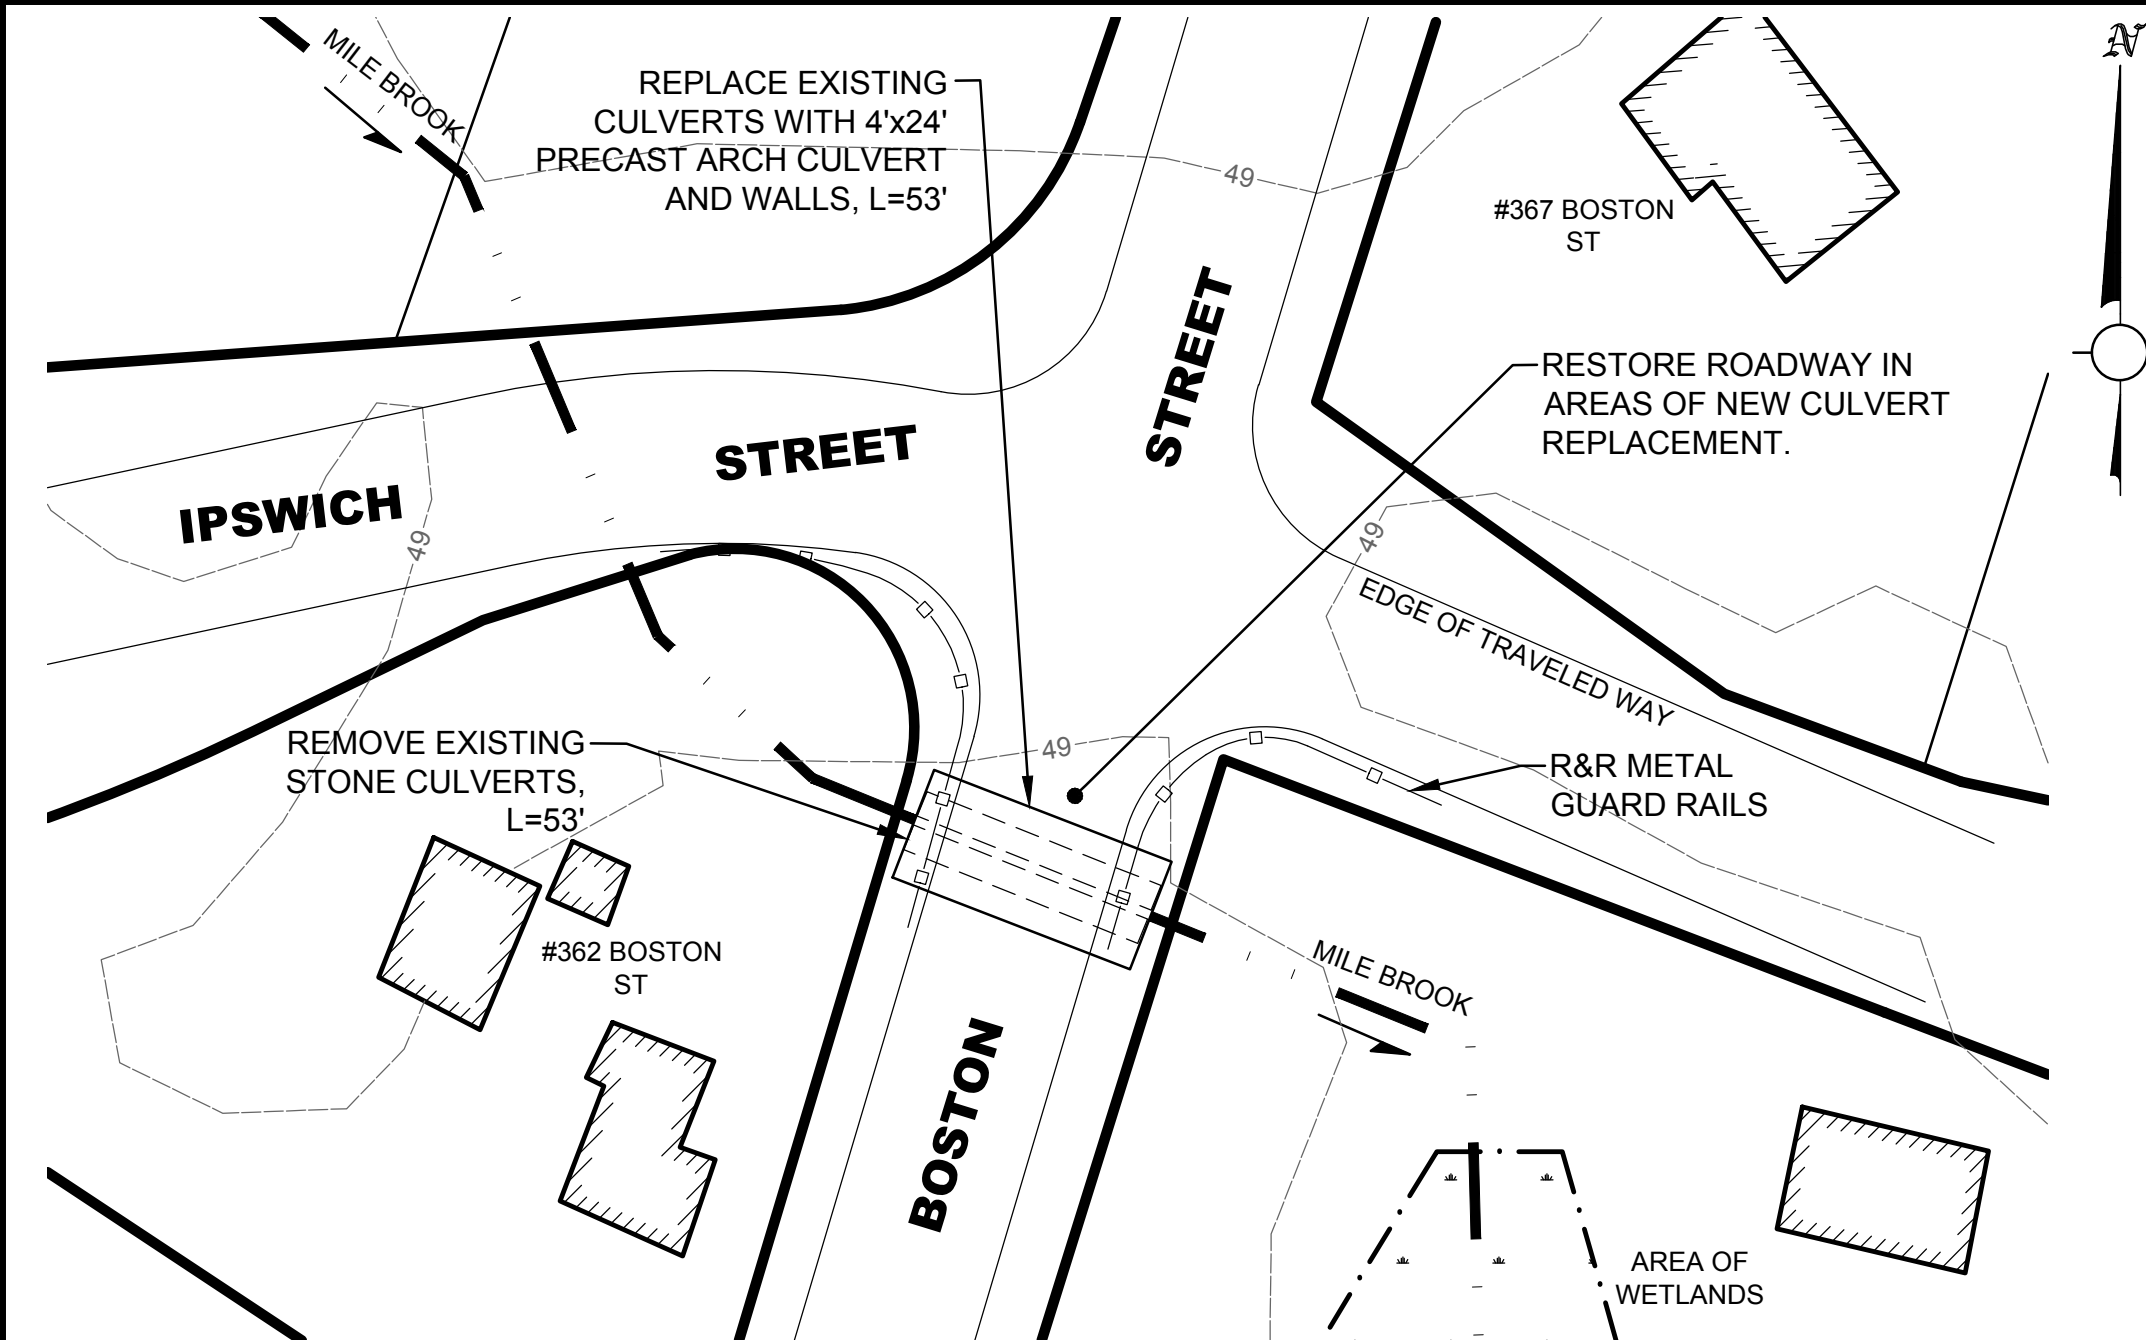 N
MILE BROOK
REPLACE EXISTING
CULVERTS WITH 4'x24'
PRECAST ARCH CULVERT
AND WALLS, L=53'
49
#367 BOSTON
ST
STREET
RESTORE ROADWAY IN
AREAS OF NEW CULVERT
REPLACEMENT.
IPSWICH
STREET
49
49
EDGE OF TRAVELED WAY
REMOVE EXISTING
STONE CULVERTS,
L=53'
49
R&R METAL
GUARD RAILS
#362 BOSTON
ST
MILE BROOK
BOSTON
AREA OF
WETLANDS